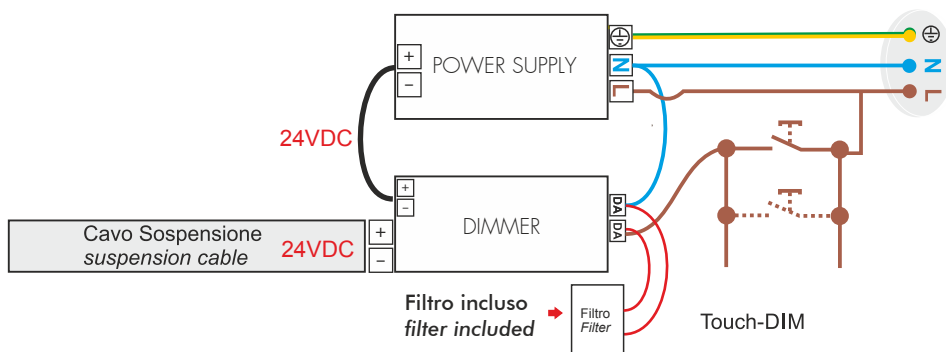 +
−
POWER SUPPLY
N
L
N
L
24VDC
+
−
DIMMER
DA
DA
Cavo Sospensione
suspension cable
24VDC
+
−
Filtro incluso
filter included
Filtro
Filter
Touch-DIM